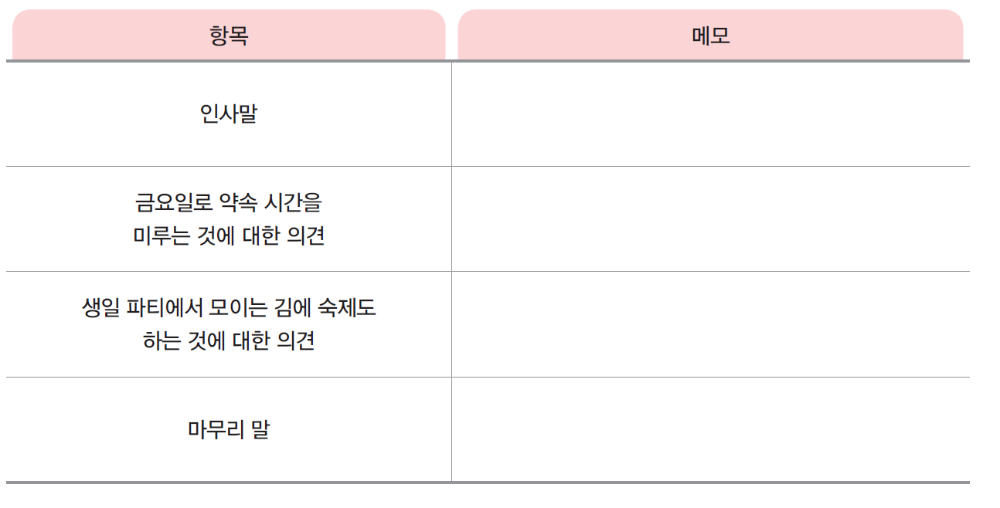 항목
메모
인사말
금요일로 약속 시간을
미루는 것에 대한 의견
생일 파티에서 모이는 김에 숙제도
하는 것에 대한 의견
마무리 말